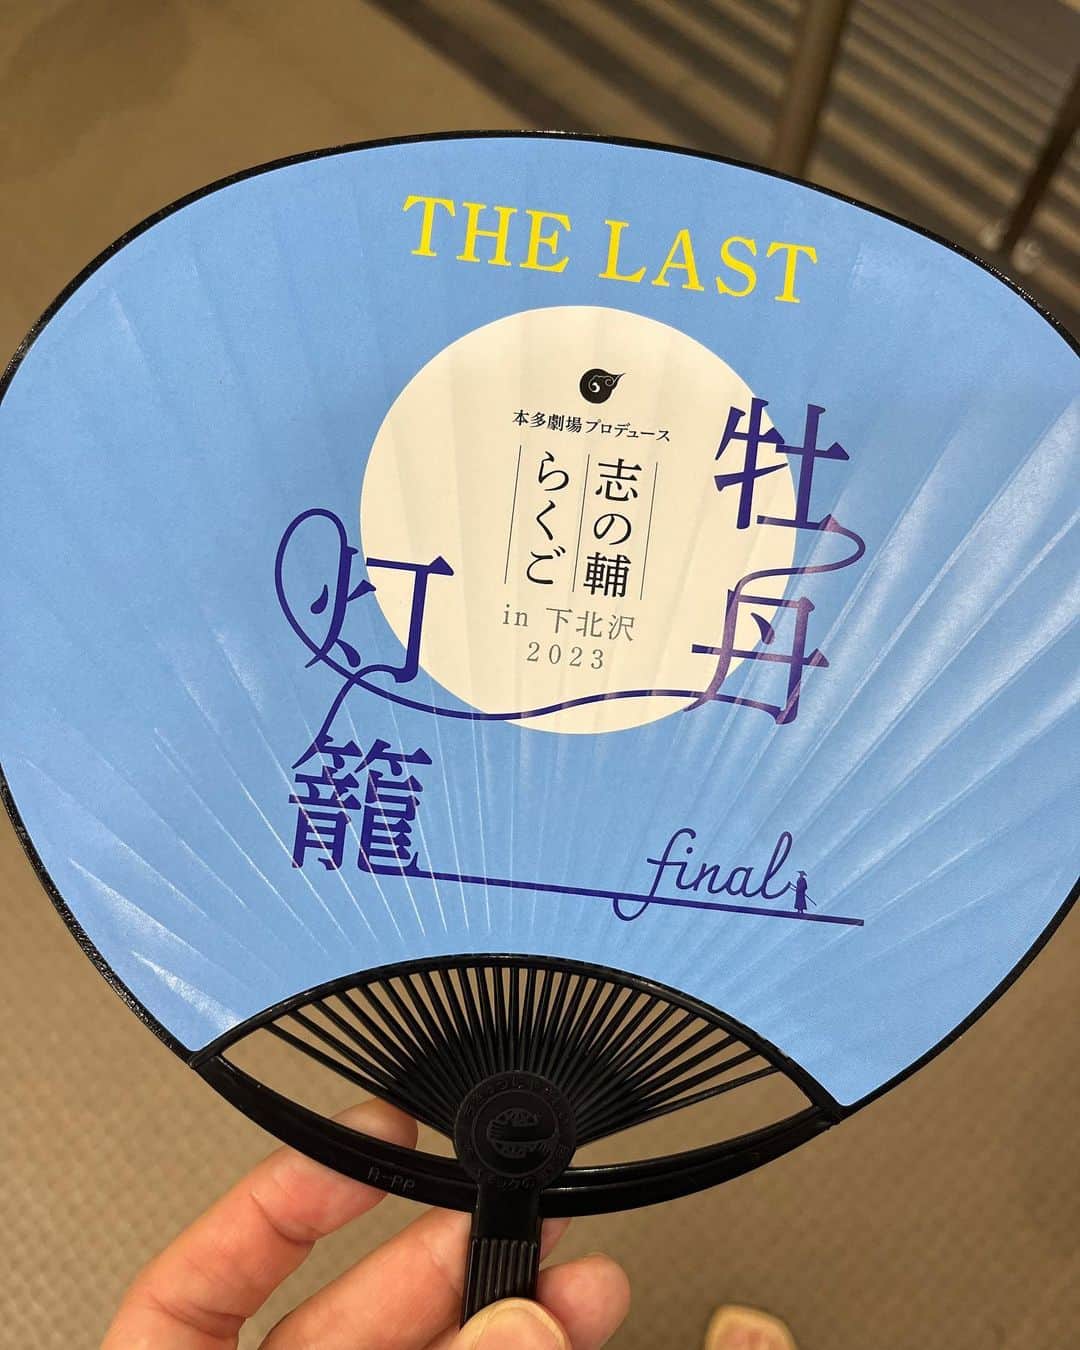 THE LAST
本多劇場プロデュース
志の輔
らくご
in 下北沢
2023
牡丹
灯籠
final
A-PP